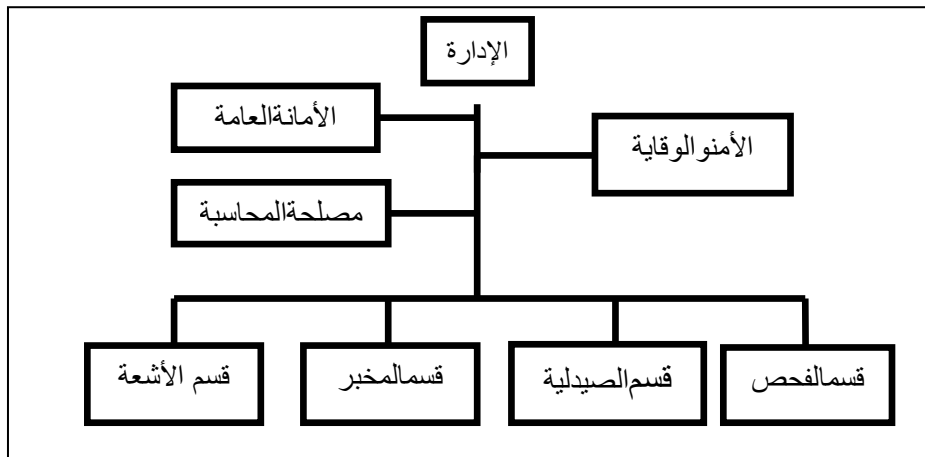 الإدارة
الأمانةالعامة
الأمنوالوقاية
مصلحةالمحاسبة
قسمالفحص
قسمالصيدلية
قسمالمخبر
قسم الأشعة